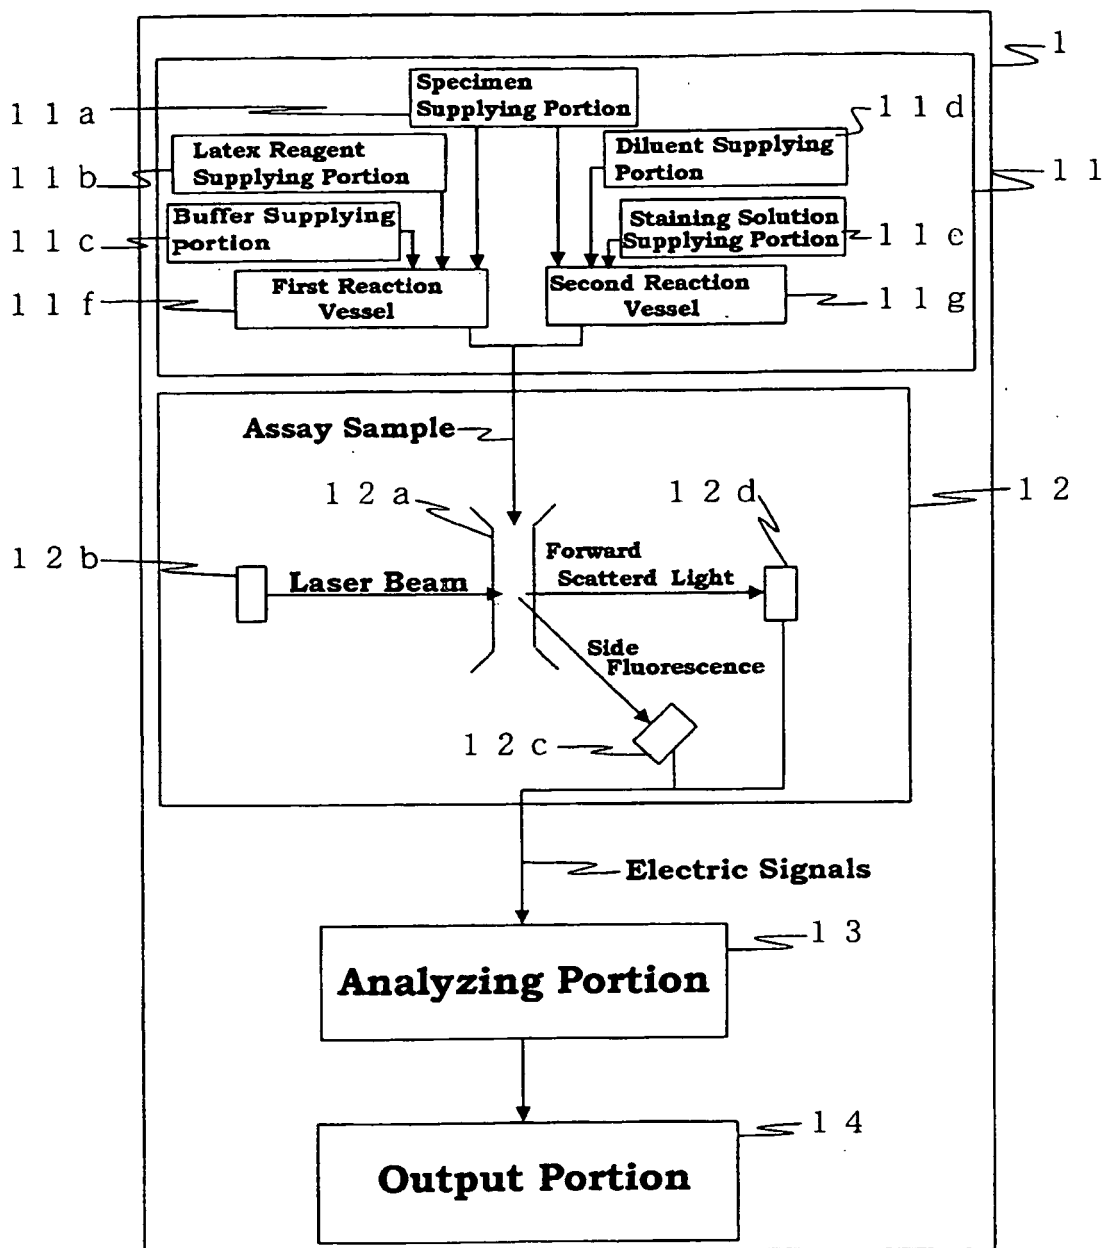 1
Specimen
Supplying Portion
11a
11d
Latex Reagent
Supplying Portion
Diluent Supplying
Portion
11b
11
Buffer Supplying
portion
Staining Solution
Supplying Portion
11c
11e
First Reaction
Vessel
Second Reaction
Vessel
11f
11g
Assay Sample
12a
12d
12
12b
Forward
Scatterd Light
Laser Beam
Side
Fluorescence
12c
Electric Signals
13
Analyzing Portion
14
Output Portion